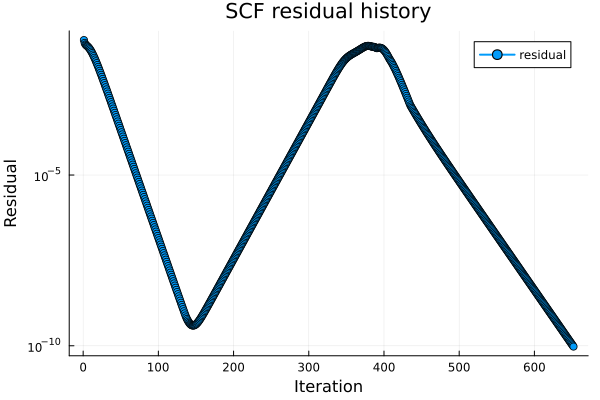 SCF residual history
residual
Residual
10⁻⁵
10⁻¹⁰
0 100 200 300 400 500 600
Iteration